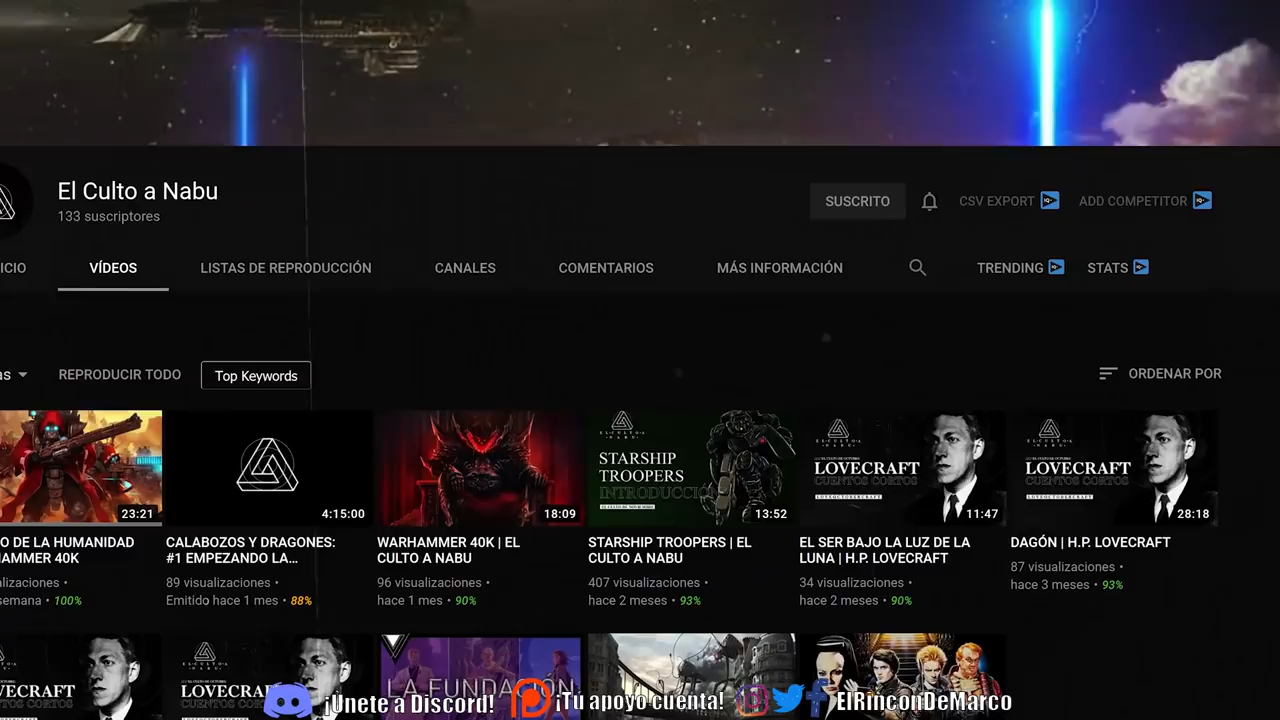 El Culto a Nabu
133 suscriptores
SUSCRITO
CSV EXPORT
ADD COMPETITOR
ICIO
VÍDEOS
LISTAS DE REPRODUCCIÓN
CANALES
COMENTARIOS
MÁS INFORMACIÓN
TRENDING
STATS
as
REPRODUCIR TODO
Top Keywords
ORDENAR POR
23:21
O DE LA HUMANIDAD
HAMMER 40K
alizaciones •
semana • 100%
4:15:00
CALABOZOS Y DRAGONES:
#1 EMPEZANDO LA...
89 visualizaciones •
Emitido hace 1 mes • 88%
18:09
WARHAMMER 40K | EL
CULTO A NABU
96 visualizaciones •
hace 1 mes • 90%
STARSHIP
TROOPERS
INTRODUCCIÓ
13:52
STARSHIP TROOPERS | EL
CULTO A NABU
407 visualizaciones •
hace 2 meses • 93%
LOVECRAFT
CUENTOS CORTOS
11:47
EL SER BAJO LA LUZ DE LA
LUNA | H.P. LOVECRAFT
34 visualizaciones •
hace 2 meses • 90%
LOVECRAFT
CUENTOS CORTOS
28:18
DAGÓN | H.P. LOVECRAFT
87 visualizaciones •
hace 3 meses • 93%
LOVECRAFT
LA FUNDACIÓN
¡Únete a Discord!
¡Tu apoyo cuenta!
ElRinconDeMarco